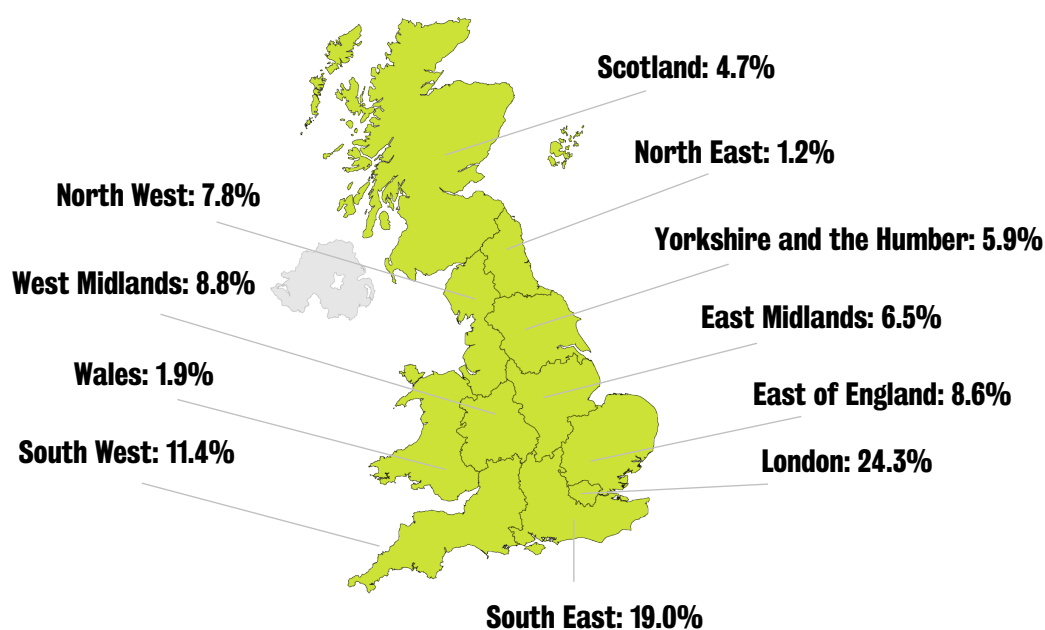 Scotland: 4.7%
North East: 1.2%
North West: 7.8%
Yorkshire and the Humber: 5.9%
West Midlands: 8.8%
East Midlands: 6.5%
Wales: 1.9%
East of England: 8.6%
South West: 11.4%
London: 24.3%
South East: 19.0%